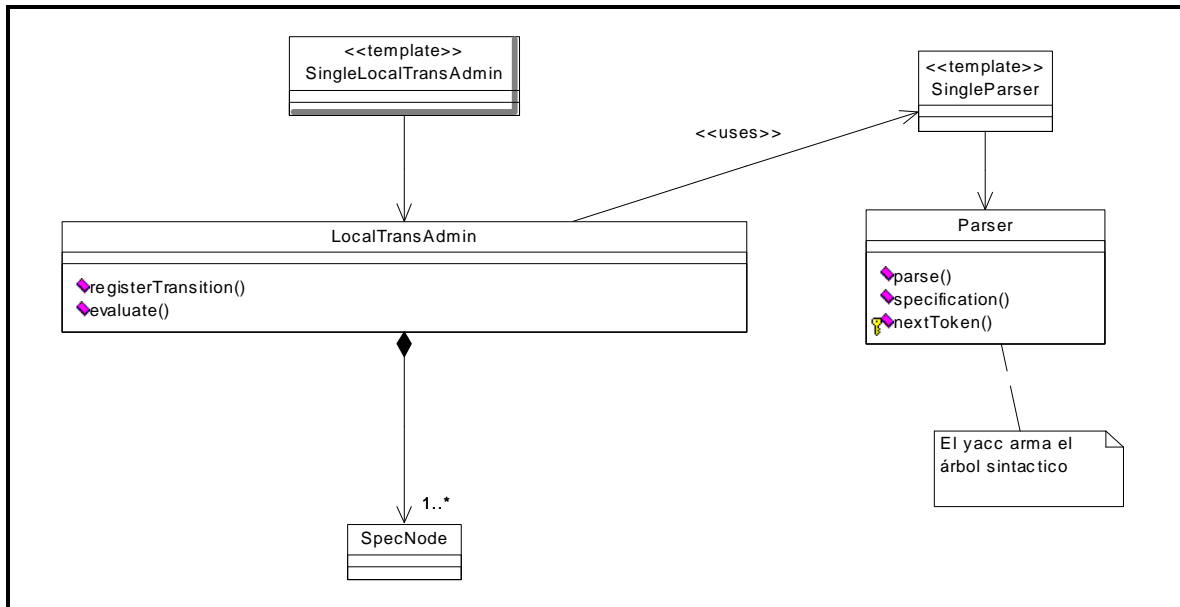 <<template>>
SingleLocalTransAdmin
<<template>>
SingleParser
<<uses>>
LocalTransAdmin
registerTransition()
evaluate()
Parser
parse()
specification()
nextToken()
El yacc arma el
árbol sintactico
1..*
SpecNode